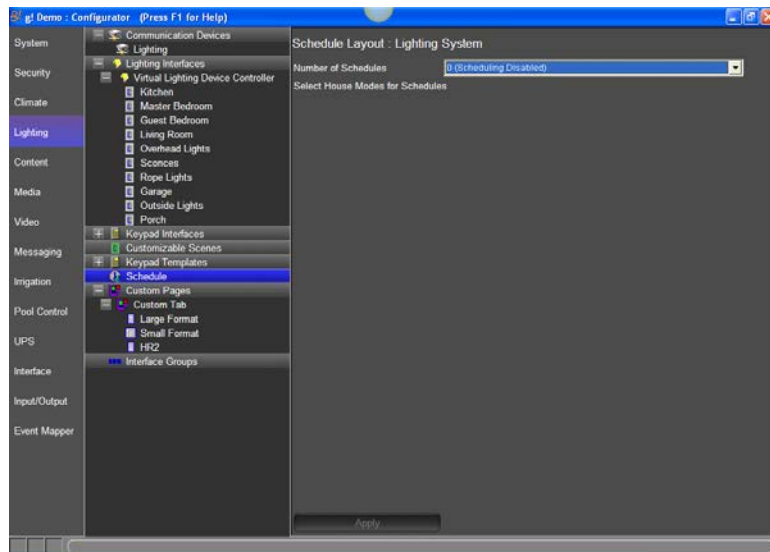 g! Demo : Configurator (Press F1 for Help)
System
Security
Climate
Lighting
Content
Media
Video
Messaging
Irrigation
Pool Control
UPS
Interface
Input/Output
Event Mapper
Communication Devices
Lighting
Lighting Interfaces
Virtual Lighting Device Controller
Kitchen
Master Bedroom
Guest Bedroom
Living Room
Overhead Lights
Sconces
Rope Lights
Garage
Outside Lights
Porch
Keypad Interfaces
Customizable Scenes
Keypad Templates
Schedule
Custom Pages
Custom Tab
Large Format
Small Format
HR2
Interface Groups
Schedule Layout : Lighting System
Number of Schedules 0 (Scheduling Disabled)
Select House Modes for Schedules
Apply